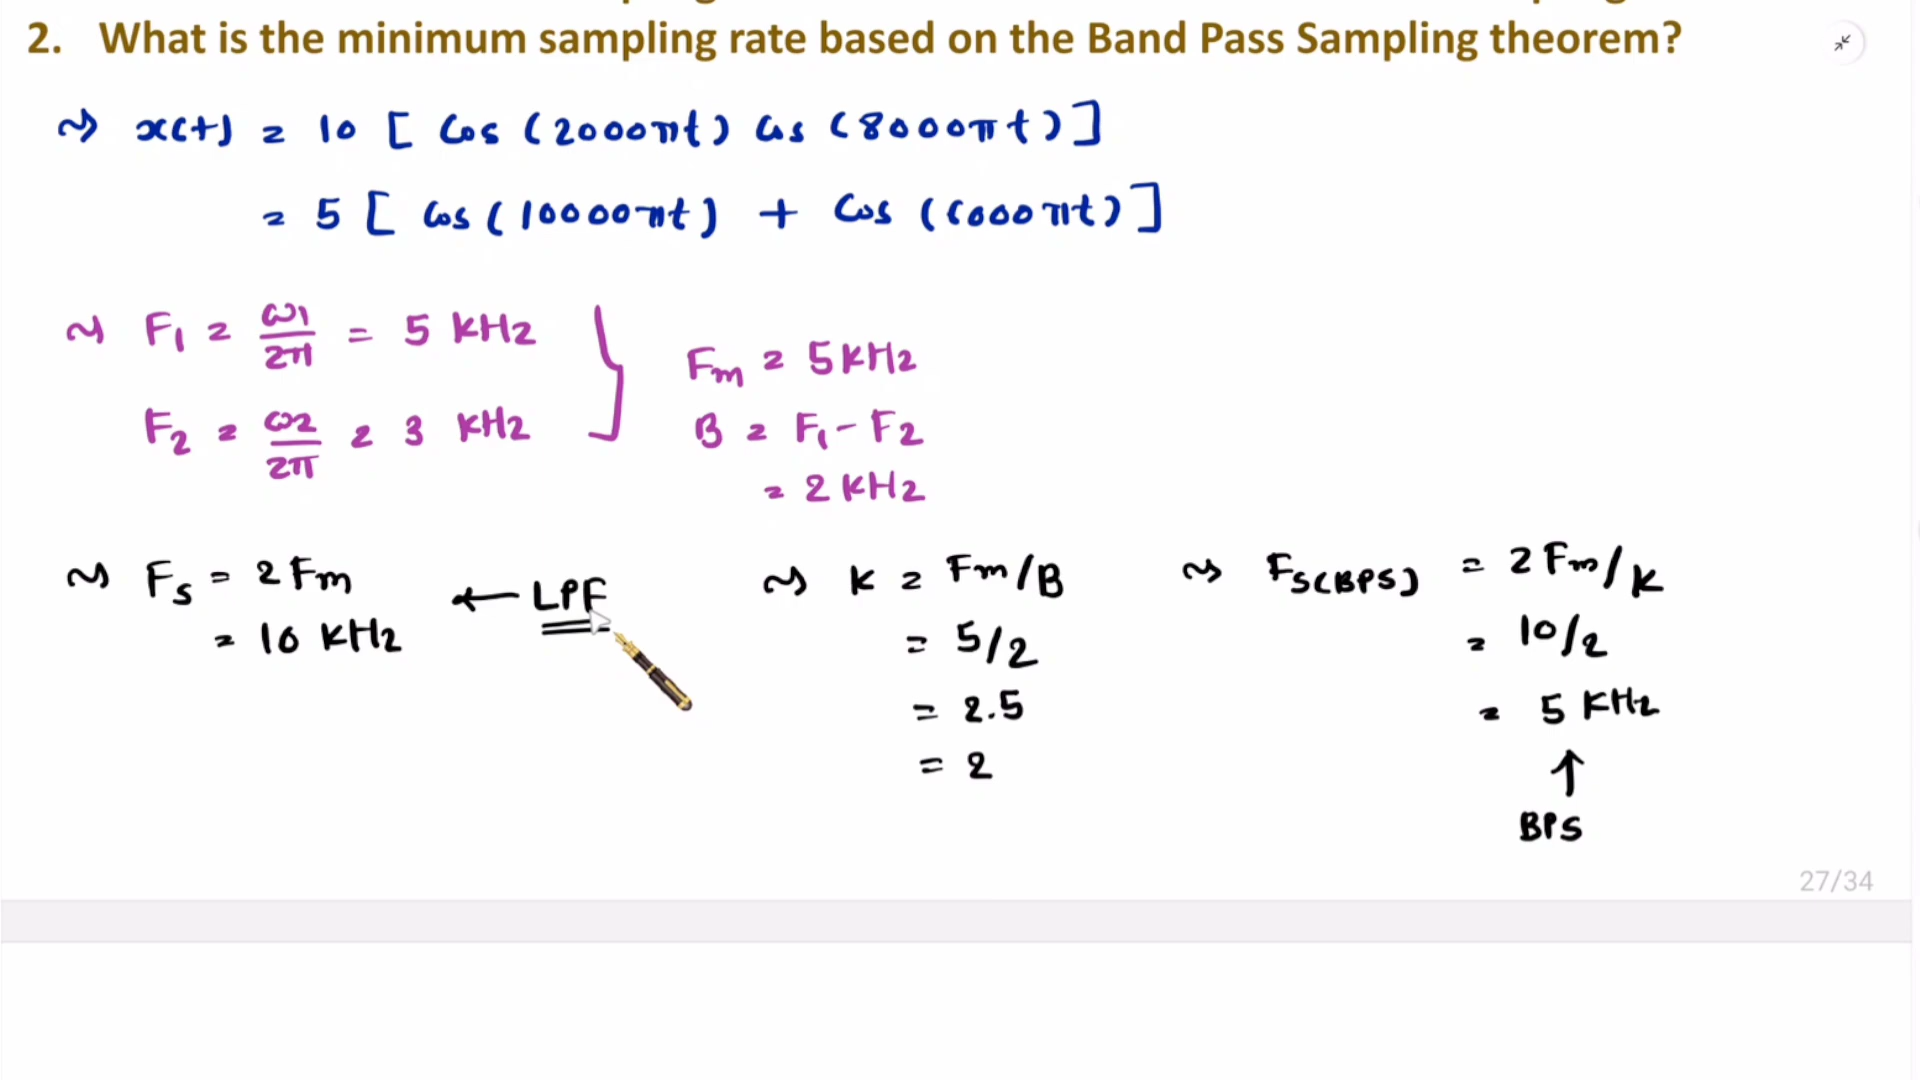 2. What is the minimum sampling rate based on the Band Pass Sampling theorem?
x(t) = 10 [ Cos (2000πt) Cos (8000πt) ]
= 5 [ Cos (10000πt) + Cos (6000πt) ]
F1 = ω1/2π = 5 KHz
F2 = ω2/2π = 3 KHz
Fm = 5KHz
B = F1 - F2
= 2 KHz
Fs = 2 Fm
= 10 KHz
← LPF
K = Fm/B
= 5/2
= 2.5
= 2
Fs(BPS) = 2 Fm/K
= 10/2
= 5 KHz
↑
BPS
27/34